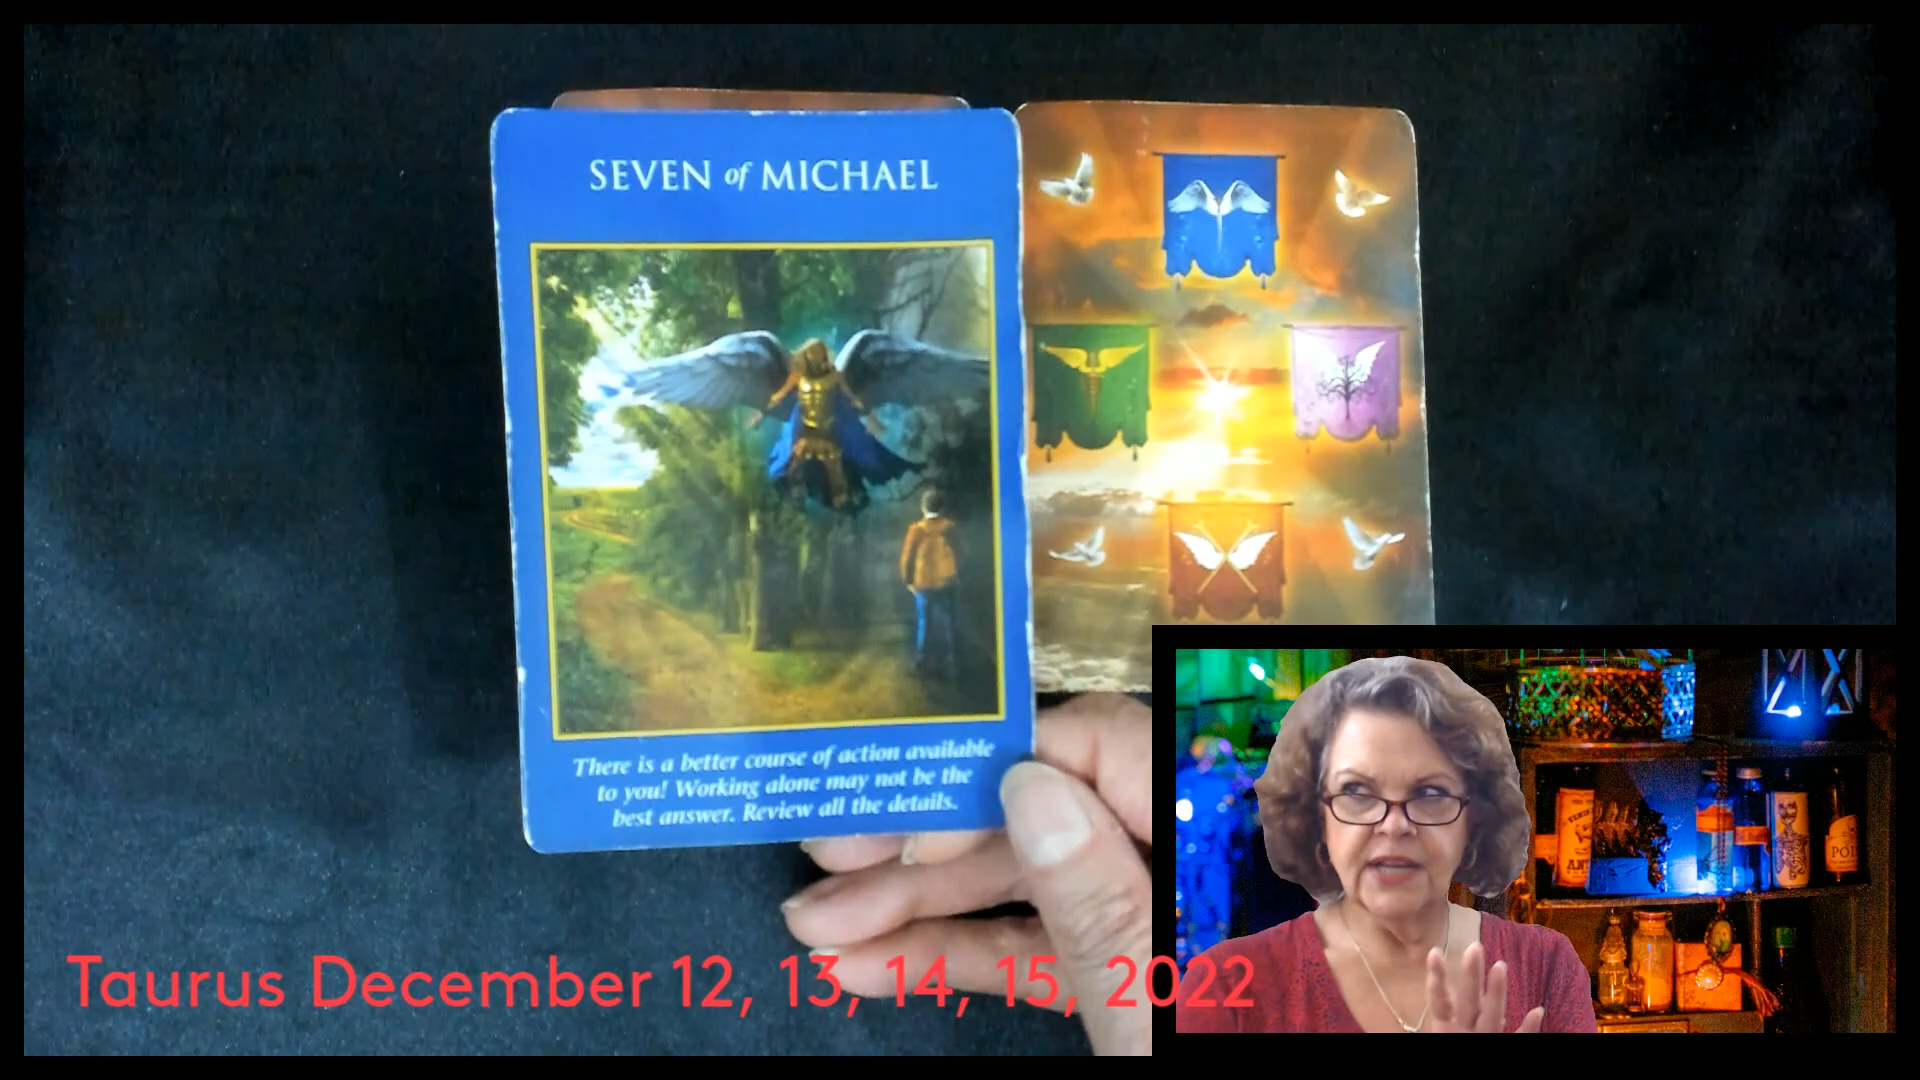 SEVEN of MICHAEL
There is a better course of action available
to you! Working alone may not be the
best answer. Review all the details.
Taurus December 12, 13, 14, 15, 2022